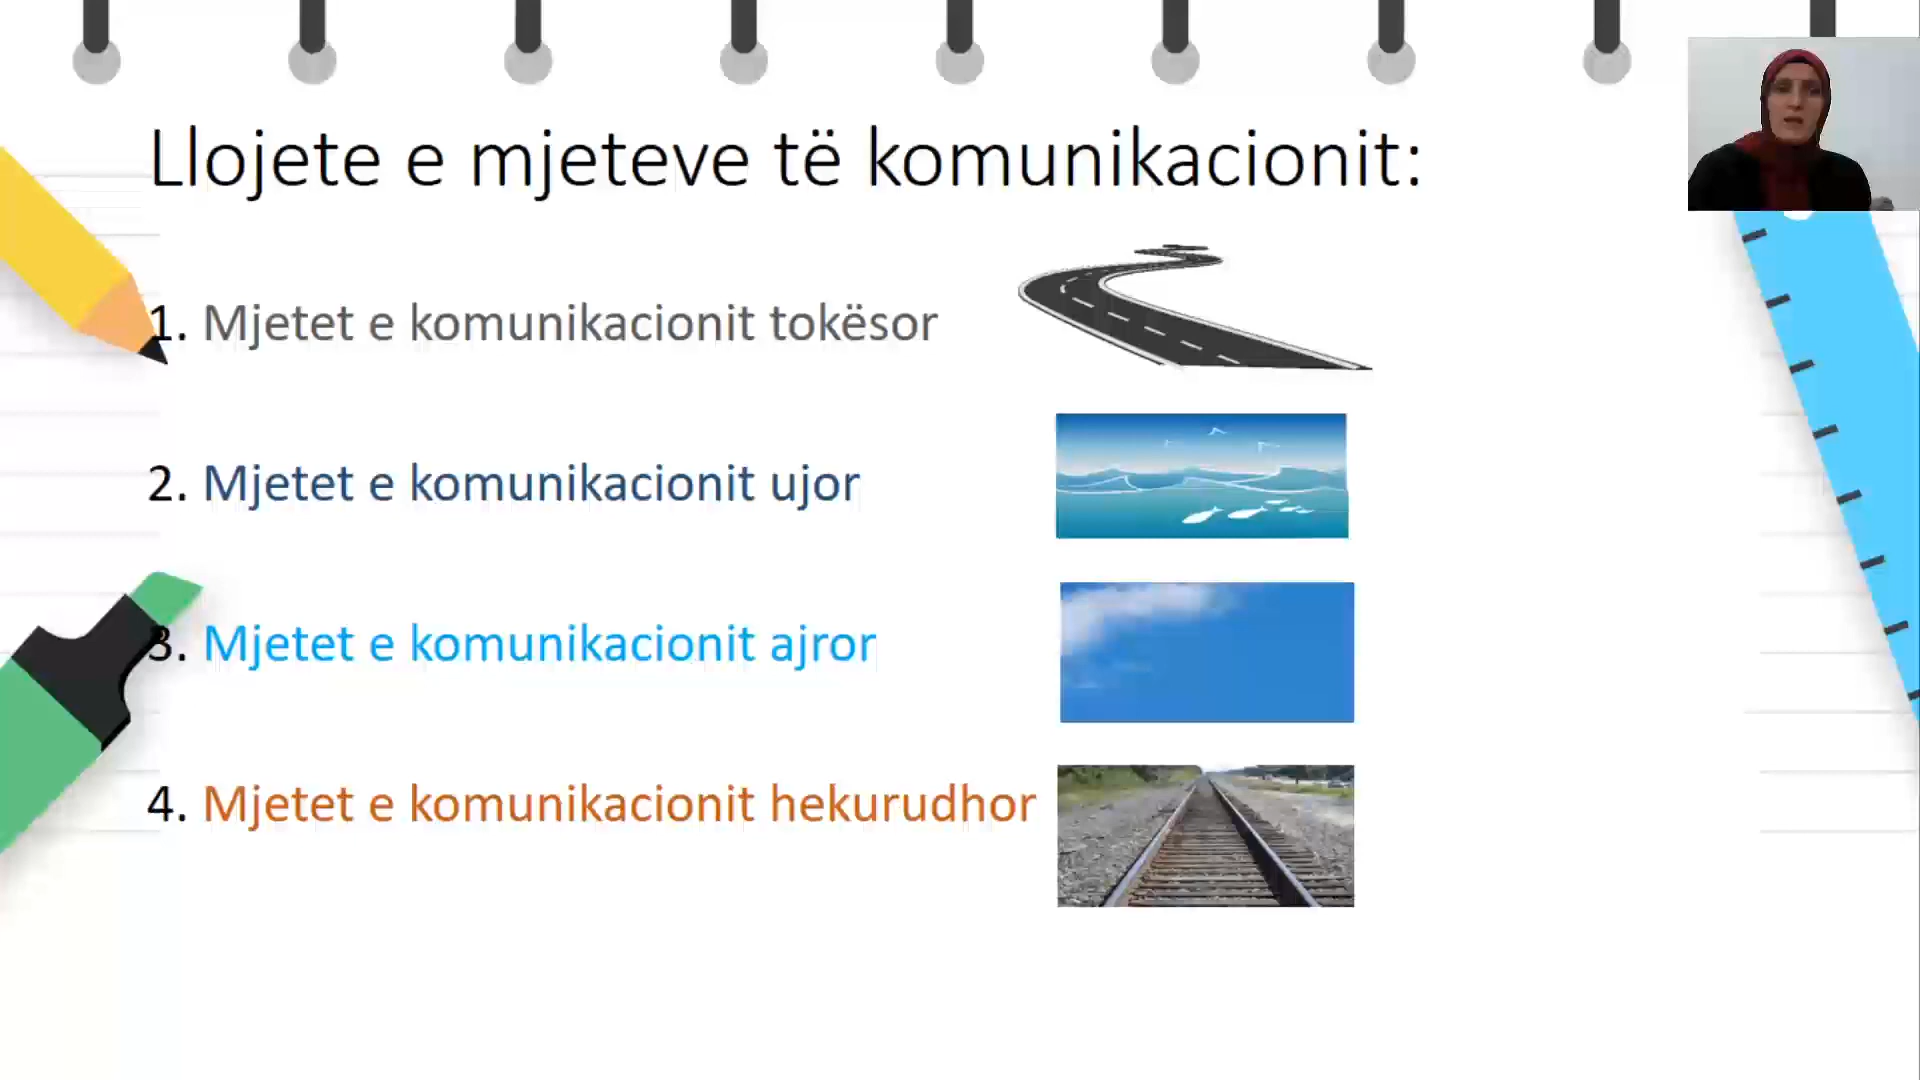 Llojete e mjeteve të komunikacionit:
1. Mjetet e komunikacionit tokësor
2. Mjetet e komunikacionit ujor
3. Mjetet e komunikacionit ajror
4. Mjetet e komunikacionit hekurudhor